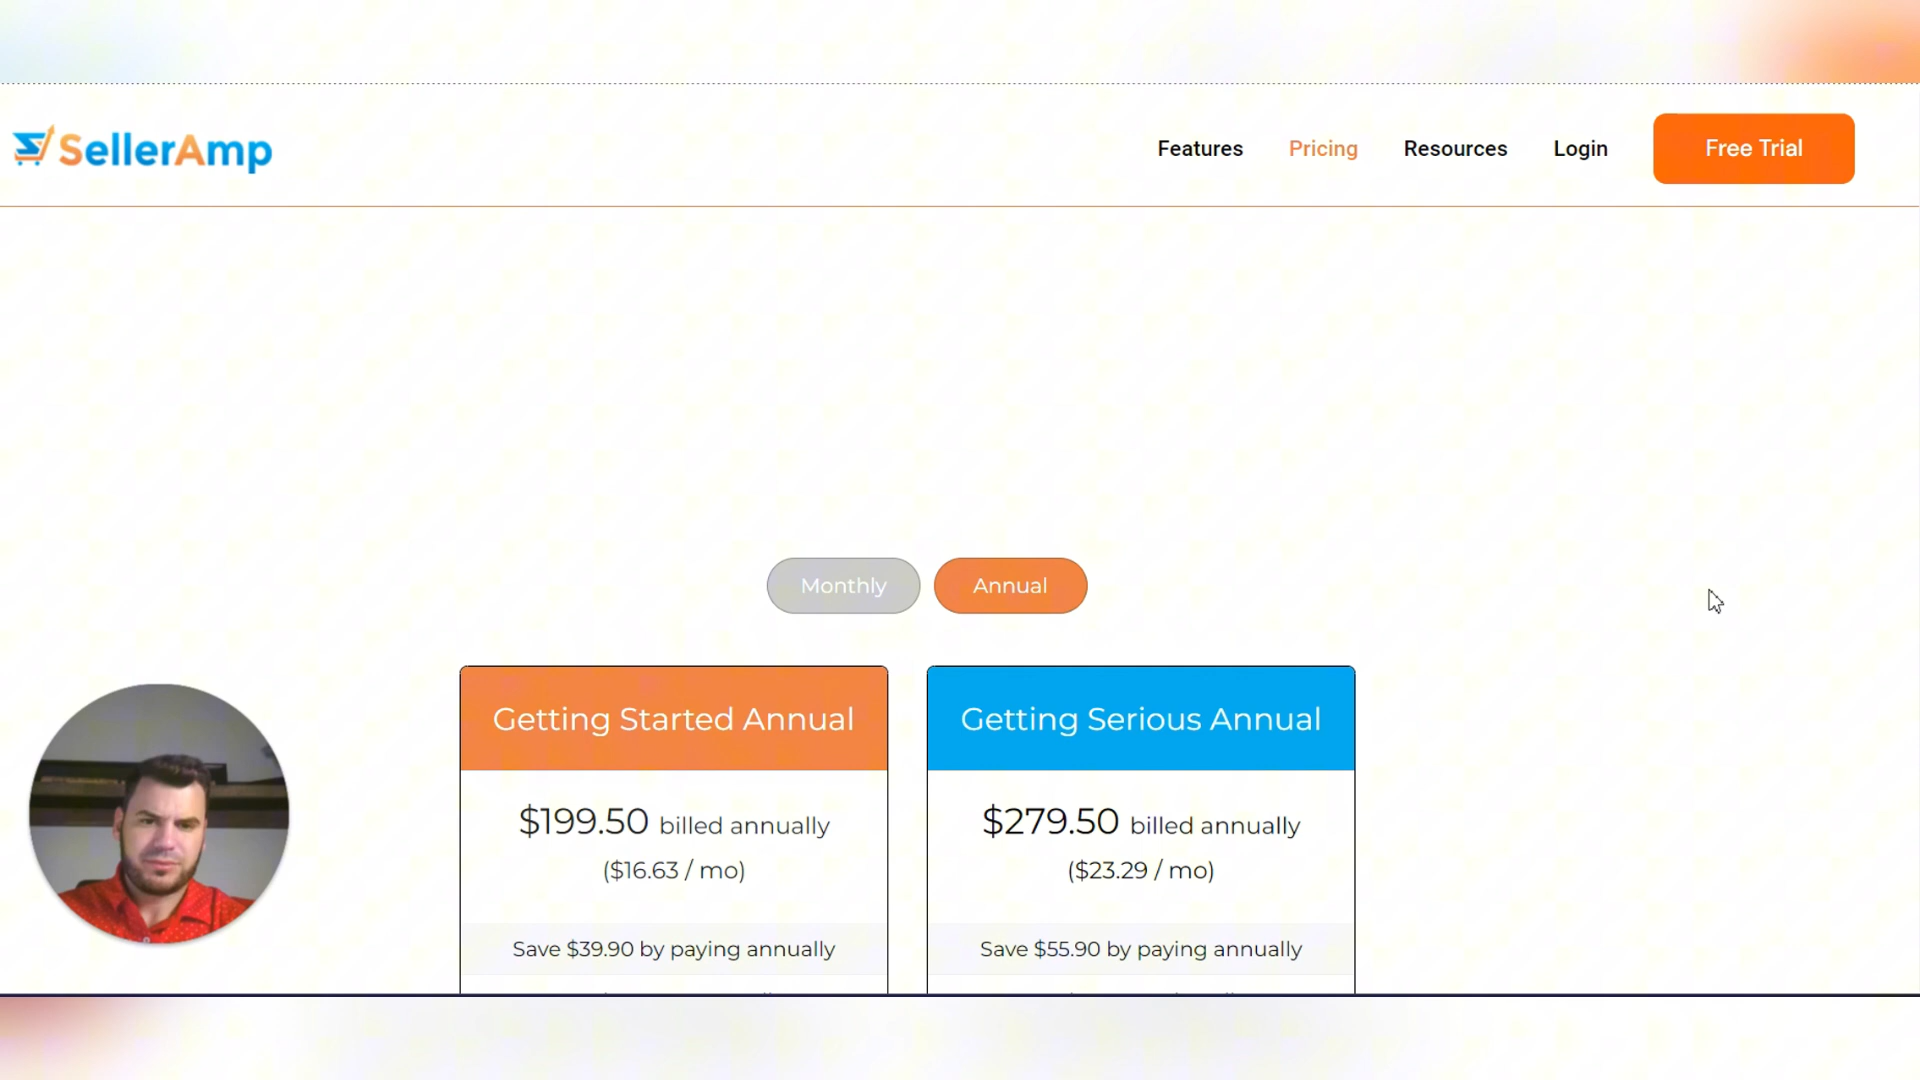 SellerAmp
Features Pricing Resources Login Free Trial
Monthly Annual
Getting Started Annual
$199.50 billed annually
($16.63 / mo)
Save $39.90 by paying annually
Getting Serious Annual
$279.50 billed annually
($23.29 / mo)
Save $55.90 by paying annually